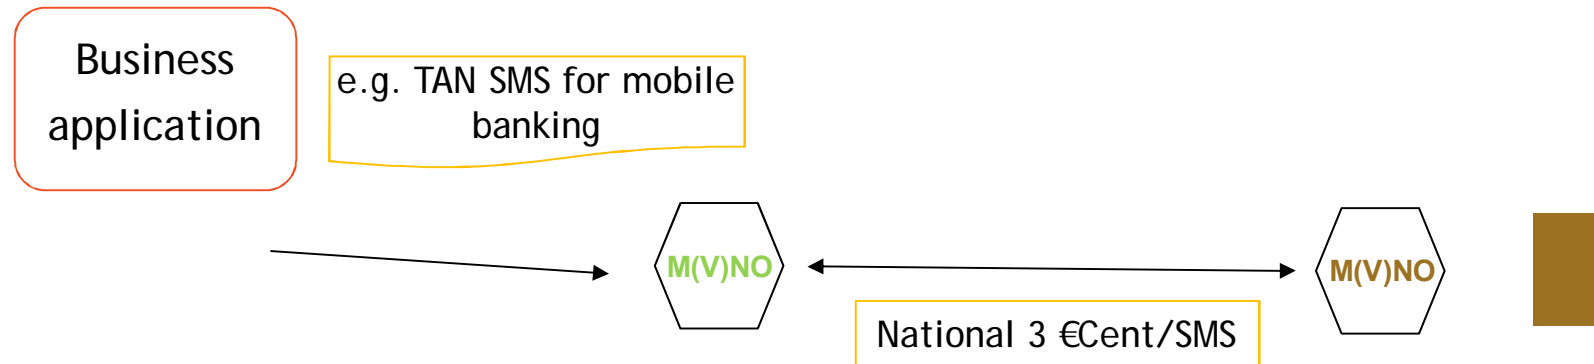 Business
application
e.g. TAN SMS for mobile
banking
M(V)NO
M(V)NO
National 3 €Cent/SMS